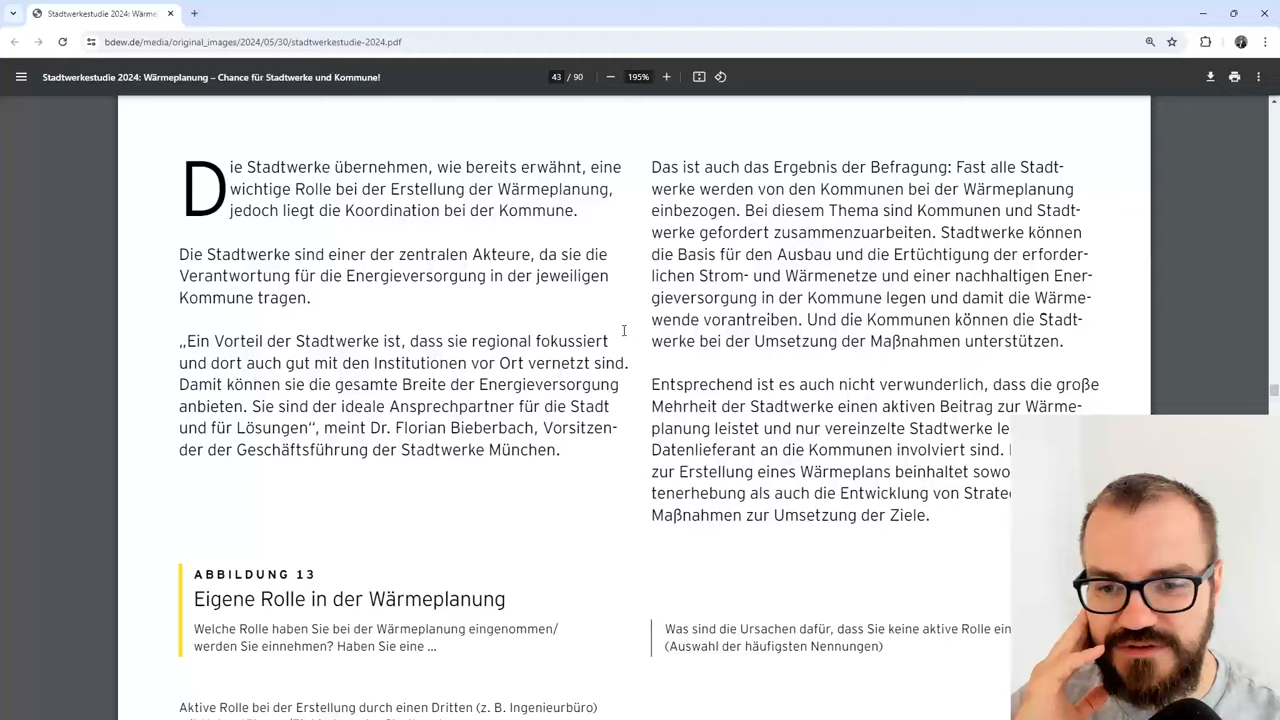 Stadtwerkestudie 2024: Wärme
bdew.de/media/original_images/2024/05/30/stadtwerkestudie-2024.pdf
Stadtwerkestudie 2024: Wärmeplanung – Chance für Stadtwerke und Kommune!
43 / 90
195%
Die Stadtwerke übernehmen, wie bereits erwähnt, eine
wichtige Rolle bei der Erstellung der Wärmeplanung,
jedoch liegt die Koordination bei der Kommune.
Die Stadtwerke sind einer der zentralen Akteure, da sie die
Verantwortung für die Energieversorgung in der jeweiligen
Kommune tragen.
„Ein Vorteil der Stadtwerke ist, dass sie regional fokussiert
und dort auch gut mit den Institutionen vor Ort vernetzt sind.
Damit können sie die gesamte Breite der Energieversorgung
anbieten. Sie sind der ideale Ansprechpartner für die Stadt
und für Lösungen“, meint Dr. Florian Bieberbach, Vorsitzen-
der der Geschäftsführung der Stadtwerke München.
Das ist auch das Ergebnis der Befragung: Fast alle Stadt-
werke werden von den Kommunen bei der Wärmeplanung
einbezogen. Bei diesem Thema sind Kommunen und Stadt-
werke gefordert zusammenzuarbeiten. Stadtwerke können
die Basis für den Ausbau und die Ertüchtigung der erforder-
lichen Strom- und Wärmenetze und einer nachhaltigen Ener-
gieversorgung in der Kommune legen und damit die Wärme-
wende vorantreiben. Und die Kommunen können die Stadt-
werke bei der Umsetzung der Maßnahmen unterstützen.
Entsprechend ist es auch nicht verwunderlich, dass die große
Mehrheit der Stadtwerke einen aktiven Beitrag zur Wärme-
planung leistet und nur vereinzelte Stadtwerke le
Datenlieferant an die Kommunen involviert sind.
zur Erstellung eines Wärmeplans beinhaltet sowo
tenerhebung als auch die Entwicklung von Strate
Maßnahmen zur Umsetzung der Ziele.
ABBILDUNG 13
Eigene Rolle in der Wärmeplanung
Welche Rolle haben Sie bei der Wärmeplanung eingenommen/
werden Sie einnehmen? Haben Sie eine ...
Was sind die Ursachen dafür, dass Sie keine aktive Rolle ein
(Auswahl der häufigsten Nennungen)
Aktive Rolle bei der Erstellung durch einen Dritten (z. B. Ingenieurbüro)